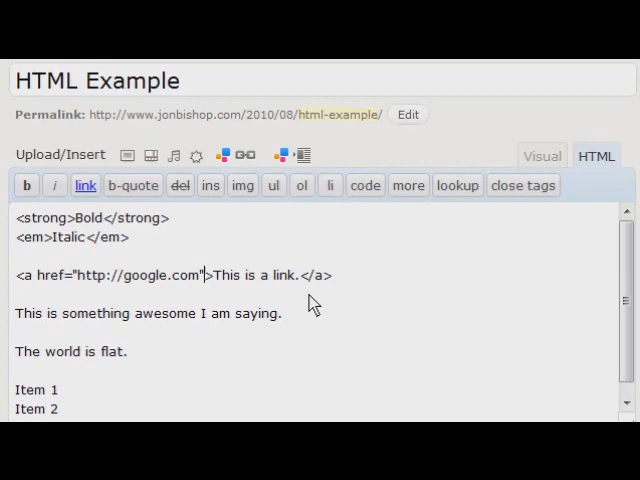 HTML Example
Permalink: http://www.jonbishop.com/2010/08/html-example/ Edit
Upload/Insert Visual HTML
b i link b-quote del ins img ul ol li code more lookup close tags
<strong>Bold</strong>
<em>Italic</em>
<a href="http://google.com">This is a link.</a>
This is something awesome I am saying.
The world is flat.
Item 1
Item 2